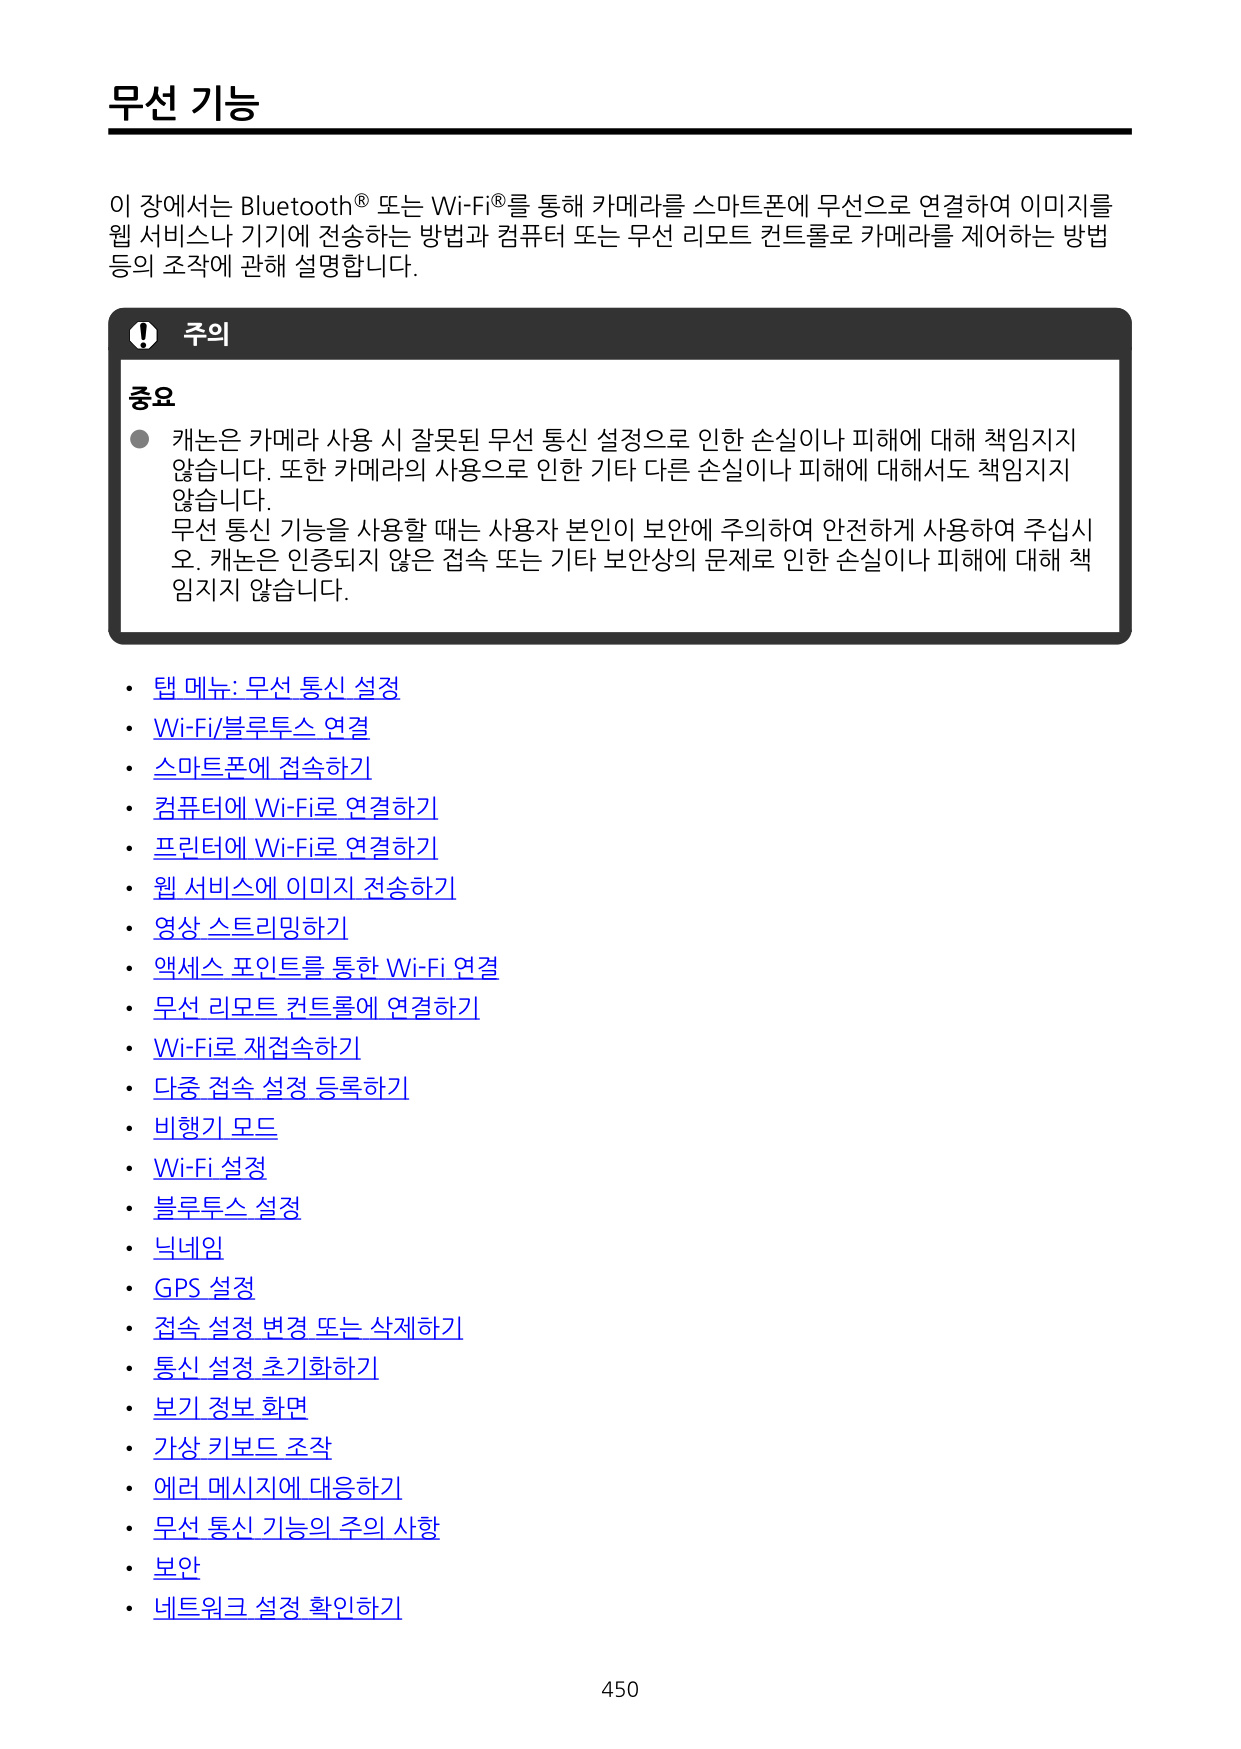 무선 기능
이 장에서는 Bluetooth® 또는 Wi-Fi®를 통해 카메라를 스마트폰에 무선으로 연결하여 이미지를
웹 서비스나 기기에 전송하는 방법과 컴퓨터 또는 무선 리모트 컨트롤로 카메라를 제어하는 방법
등의 조작에 관해 설명합니다.
주의
중요
● 캐논은 카메라 사용 시 잘못된 무선 통신 설정으로 인한 손실이나 피해에 대해 책임지지
않습니다. 또한 카메라의 사용으로 인한 기타 다른 손실이나 피해에 대해서도 책임지지
않습니다.
무선 통신 기능을 사용할 때는 사용자 본인이 보안에 주의하여 안전하게 사용하여 주십시
오. 캐논은 인증되지 않은 접속 또는 기타 보안상의 문제로 인한 손실이나 피해에 대해 책
임지지 않습니다.
• 탭 메뉴: 무선 통신 설정
• Wi-Fi/블루투스 연결
• 스마트폰에 접속하기
• 컴퓨터에 Wi-Fi로 연결하기
• 프린터에 Wi-Fi로 연결하기
• 웹 서비스에 이미지 전송하기
• 영상 스트리밍하기
• 액세스 포인트를 통한 Wi-Fi 연결
• 무선 리모트 컨트롤에 연결하기
• Wi-Fi로 재접속하기
• 다중 접속 설정 등록하기
• 비행기 모드
• Wi-Fi 설정
• 블루투스 설정
• 닉네임
• GPS 설정
• 접속 설정 변경 또는 삭제하기
• 통신 설정 초기화하기
• 보기 정보 화면
• 가상 키보드 조작
• 에러 메시지에 대응하기
• 무선 통신 기능의 주의 사항
• 보안
• 네트워크 설정 확인하기
450